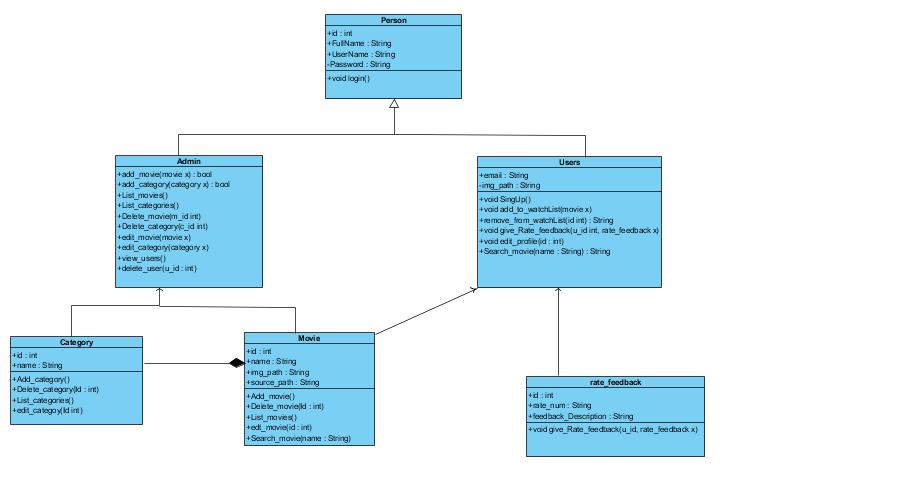 Person
+id : int
+FullName : String
+UserName : String
-Password : String
+void login()
Admin
+add_movie(movie x) : bool
+add_category(category x) : bool
+List_movies()
+List_categories()
+Delete_movie(m_id int)
+Delete_category(c_id int)
+edit_movie(movie x)
+edit_category(category x)
+view_users()
+delete_user(u_id : int)
Users
+email : String
-img_path : String
+void SingUp()
+void add_to_watchList(movie x)
+remove_from_watchList(id int) : String
+void give_Rate_feedback(u_id int, rate_feedback x)
+void edit_profile(id : int)
+Search_movie(name : String) : String
Category
+id : int
+name : String
+Add_category()
+Delete_category(Id : int)
+List_categories()
+edit_categoy(Id int)
Movie
+id : int
+name : String
+img_path : String
+source_path : String
+Add_movie()
+Delete_movie(Id : int)
+List_movies()
+edt_movie(id : int)
+Search_movie(name : String)
rate_feedback
+id : int
+rate_num : String
+feedback_Description : String
+void give_Rate_feedback(u_id, rate_feedback x)